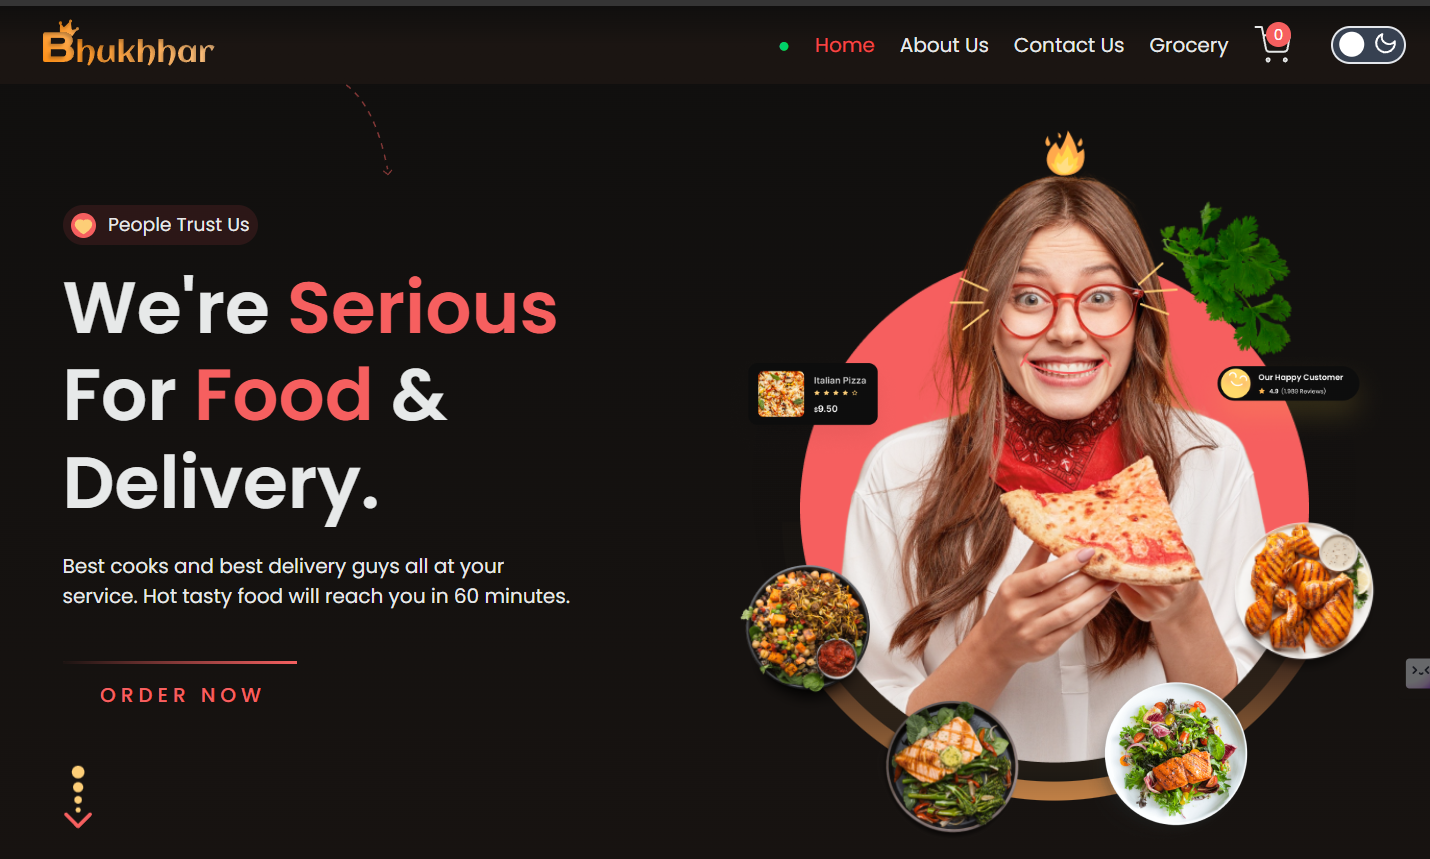 Bhukhhar
Home About Us Contact Us Grocery 0
People Trust Us
We're Serious
For Food &
Delivery.
Best cooks and best delivery guys all at your
service. Hot tasty food will reach you in 60 minutes.
ORDER NOW
Italian Pizza
$9.50
Our Happy Customer
4.9 (1,989 Reviews)